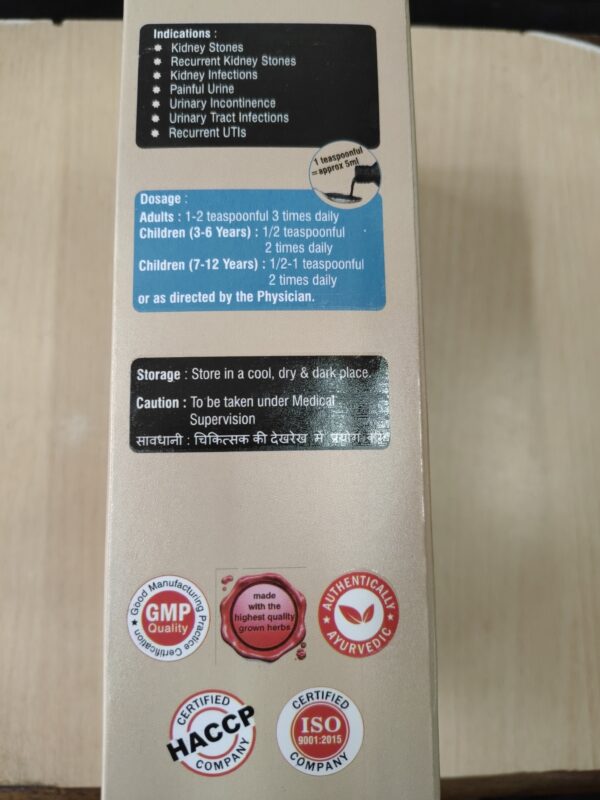 Indications :
Kidney Stones
Recurrent Kidney Stones
Kidney Infections
Painful Urine
Urinary Incontinence
Urinary Tract Infections
Recurrent UTIs
1 teaspoonful
= approx 5ml
Dosage :
Adults : 1-2 teaspoonful 3 times daily
Children (3-6 Years) : 1/2 teaspoonful
2 times daily
Children (7-12 Years) : 1/2-1 teaspoonful
2 times daily
or as directed by the Physician.
Storage : Store in a cool, dry & dark place.
Caution : To be taken under Medical
Supervision
सावधानी : चिकित्सक की देखरेख में प्रयोग करें
Good Manufacturing Practice Certification
GMP
Quality
made
with the
highest quality
grown herbs
AUTHENTICALLY
AYURVEDIC
CERTIFIED
HACCP
COMPANY
CERTIFIED
ISO
9001:2015
COMPANY